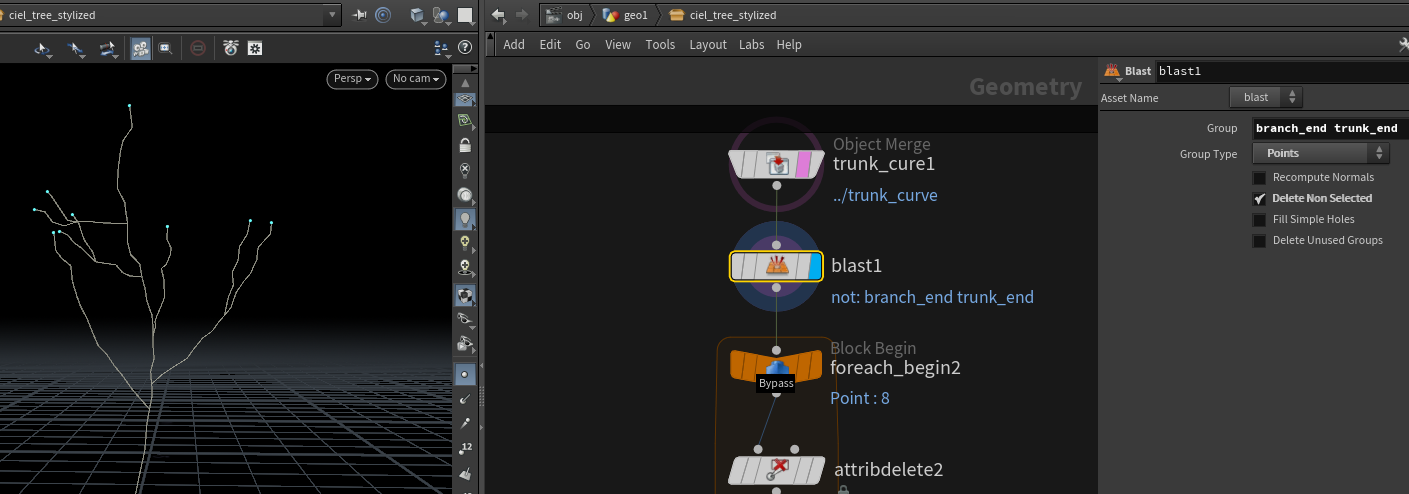 ciel_tree_stylized
obj
geo1
ciel_tree_stylized
Add Edit Go View Tools Layout Labs Help
Persp
No cam
Geometry
Blast
blast1
Asset Name
blast
Group
branch_end trunk_end
Group Type
Points
Recompute Normals
Delete Non Selected
Fill Simple Holes
Delete Unused Groups
Object Merge
trunk_cure1
../trunk_curve
blast1
not: branch_end trunk_end
Block Begin
foreach_begin2
Bypass
Point : 8
attribdelete2
12